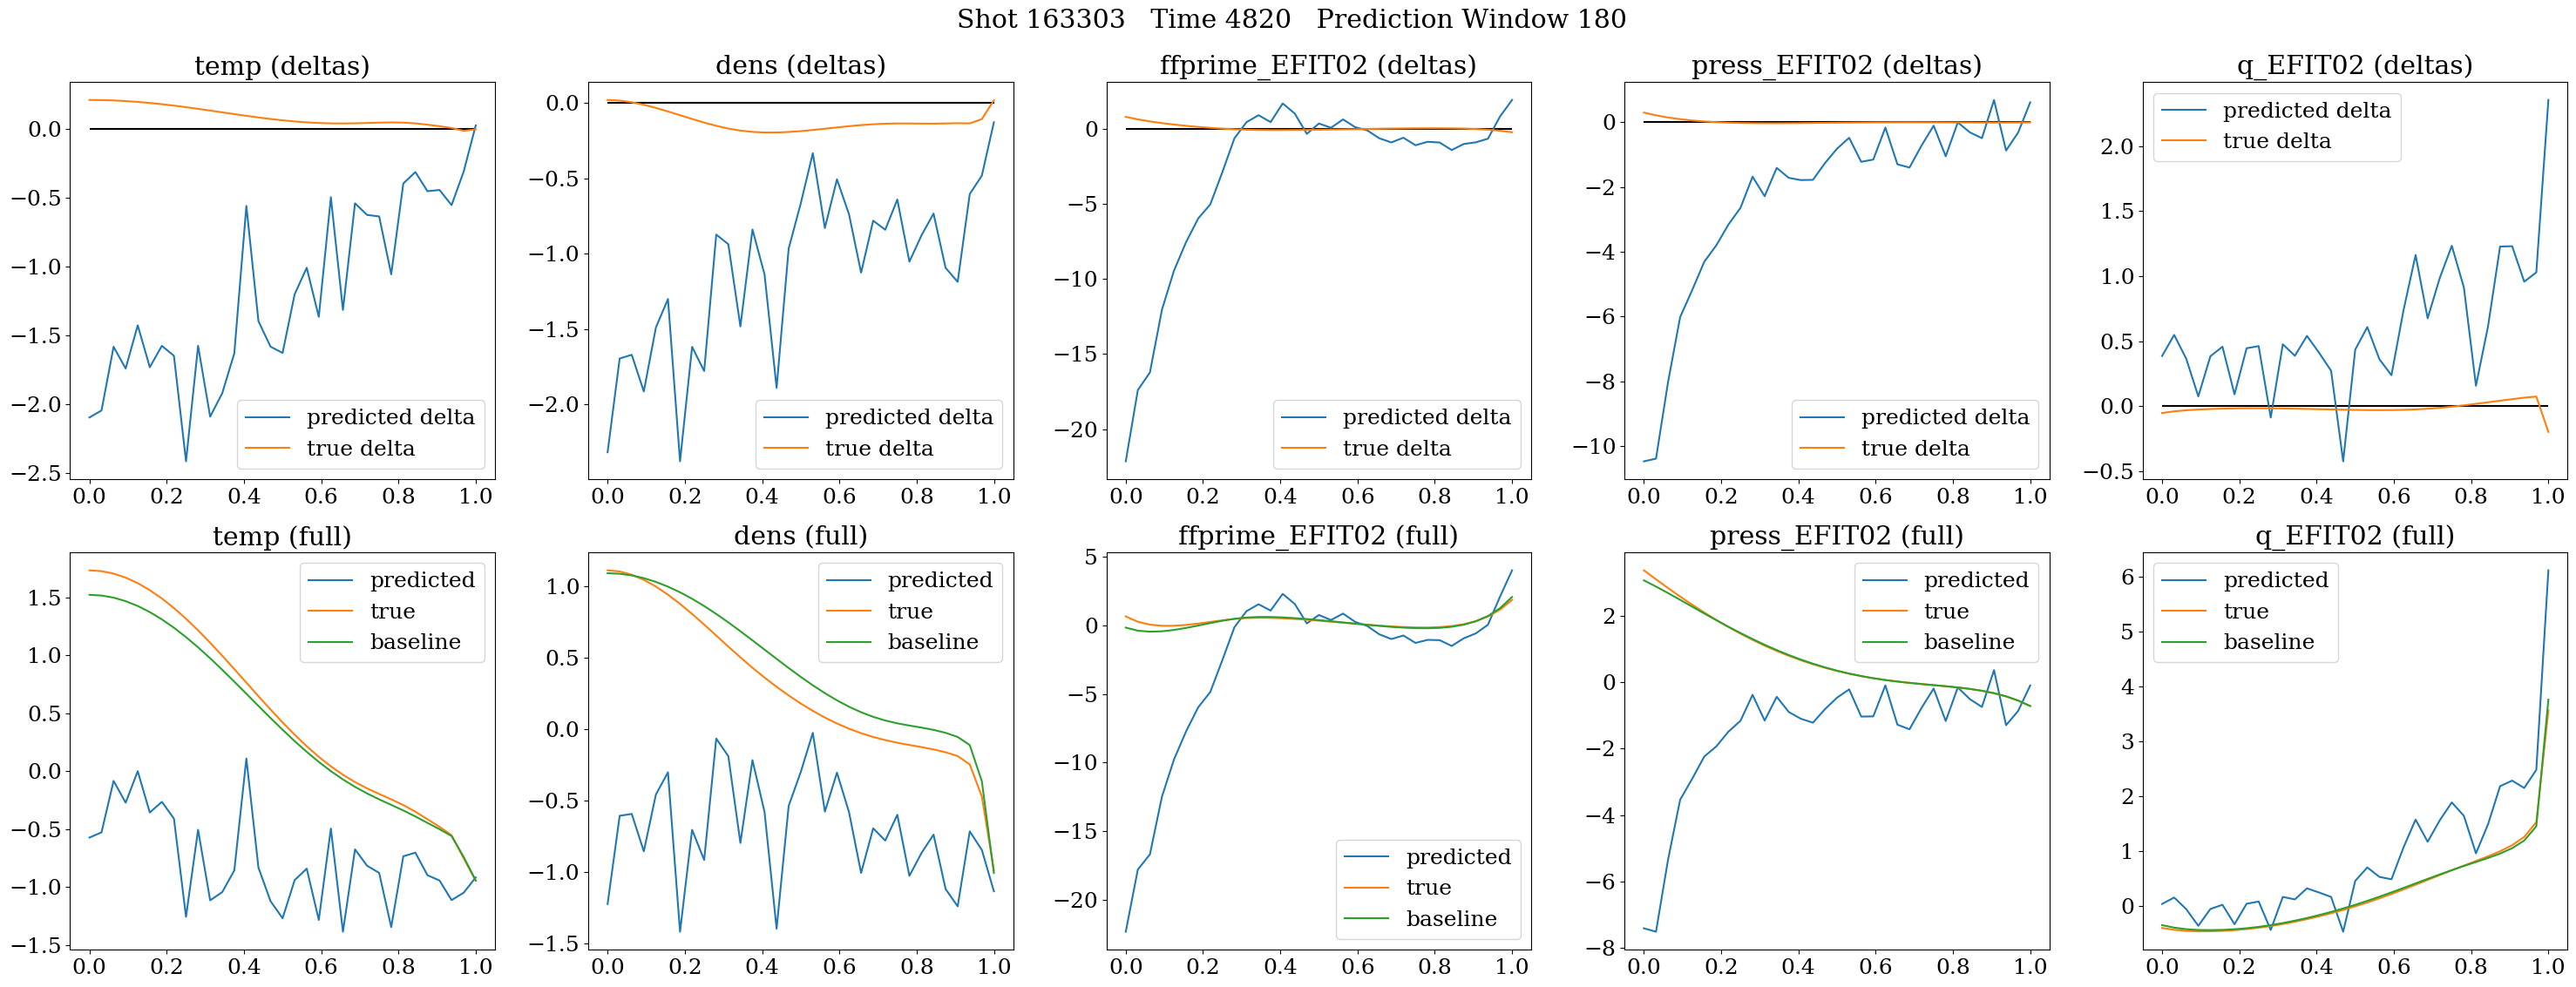 Shot 163303   Time 4820   Prediction Window 180
temp (deltas)
0.0
−0.5
−1.0
−1.5
−2.0
−2.5
0.0 0.2 0.4 0.6 0.8 1.0
predicted delta
true delta
dens (deltas)
0.0
−0.5
−1.0
−1.5
−2.0
0.0 0.2 0.4 0.6 0.8 1.0
predicted delta
true delta
ffprime_EFIT02 (deltas)
0
−5
−10
−15
−20
0.0 0.2 0.4 0.6 0.8 1.0
predicted delta
true delta
press_EFIT02 (deltas)
0
−2
−4
−6
−8
−10
0.0 0.2 0.4 0.6 0.8 1.0
predicted delta
true delta
q_EFIT02 (deltas)
predicted delta
true delta
2.0
1.5
1.0
0.5
0.0
−0.5
0.0 0.2 0.4 0.6 0.8 1.0
temp (full)
predicted
true
baseline
1.5
1.0
0.5
0.0
−0.5
−1.0
−1.5
0.0 0.2 0.4 0.6 0.8 1.0
dens (full)
predicted
true
baseline
1.0
0.5
0.0
−0.5
−1.0
−1.5
0.0 0.2 0.4 0.6 0.8 1.0
ffprime_EFIT02 (full)
5
0
−5
−10
−15
−20
predicted
true
baseline
0.0 0.2 0.4 0.6 0.8 1.0
press_EFIT02 (full)
predicted
true
baseline
2
0
−2
−4
−6
−8
0.0 0.2 0.4 0.6 0.8 1.0
q_EFIT02 (full)
predicted
true
baseline
6
5
4
3
2
1
0
0.0 0.2 0.4 0.6 0.8 1.0